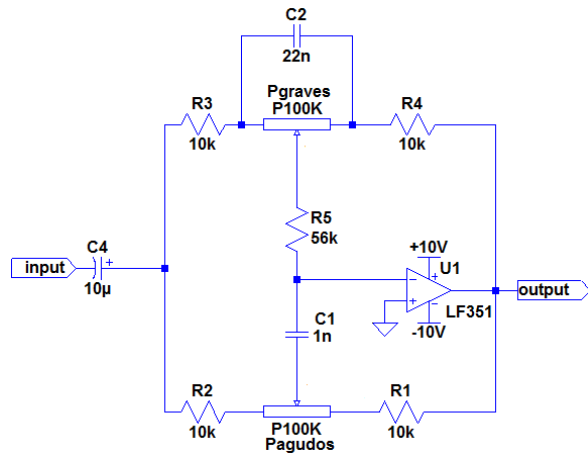 C2
22n
Pgraves
P100K
R3
10k
R4
10k
R5
56k
+10V
U1
C4
+
input
10µ
−
+
+
−
LF351
output
-10V
C1
1n
R2
10k
R1
10k
P100K
Pagudos